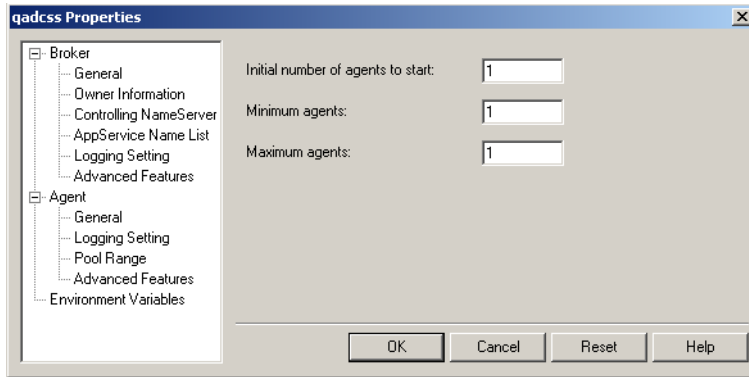 qadcss Properties
Broker
General
Owner Information
Controlling NameServer
AppService Name List
Logging Setting
Advanced Features
Agent
General
Logging Setting
Pool Range
Advanced Features
Environment Variables
Initial number of agents to start: 1
Minimum agents: 1
Maximum agents: 1
OK Cancel Reset Help